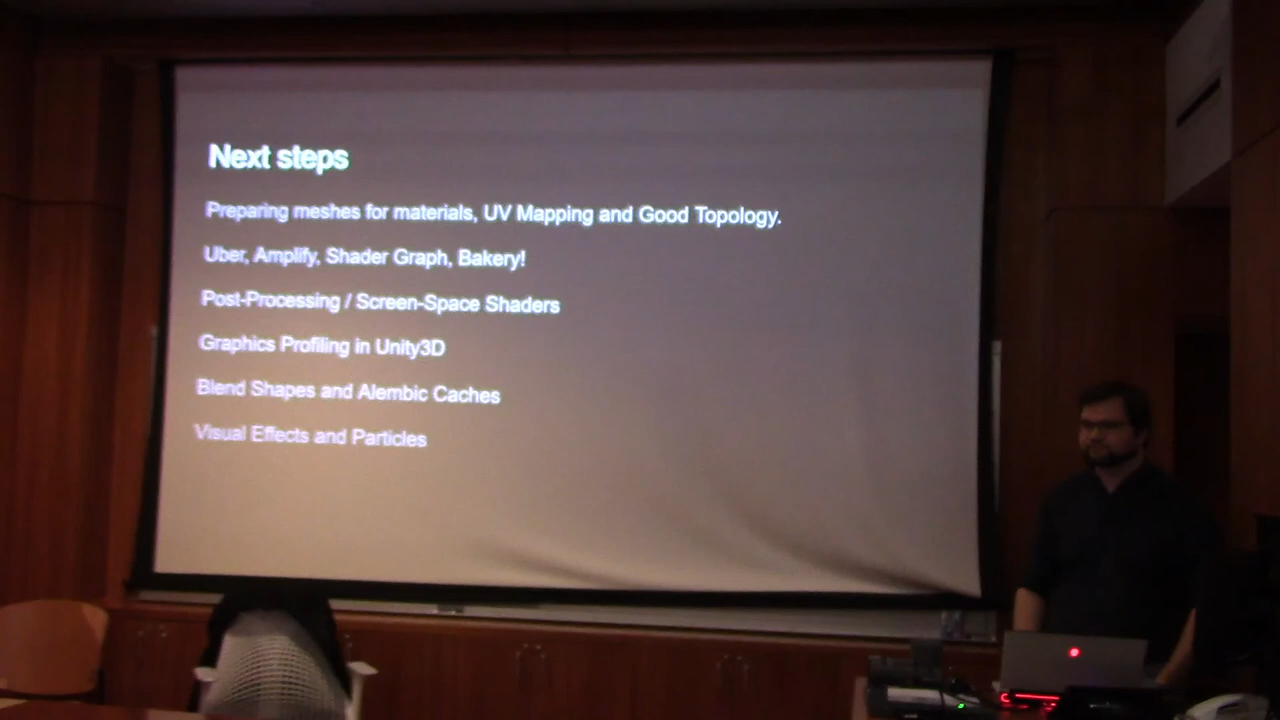 Next steps
Preparing meshes for materials, UV Mapping and Good Topology.
Uber, Amplify, Shader Graph, Bakery!
Post-Processing / Screen-Space Shaders
Graphics Profiling in Unity3D
Blend Shapes and Alembic Caches
Visual Effects and Particles